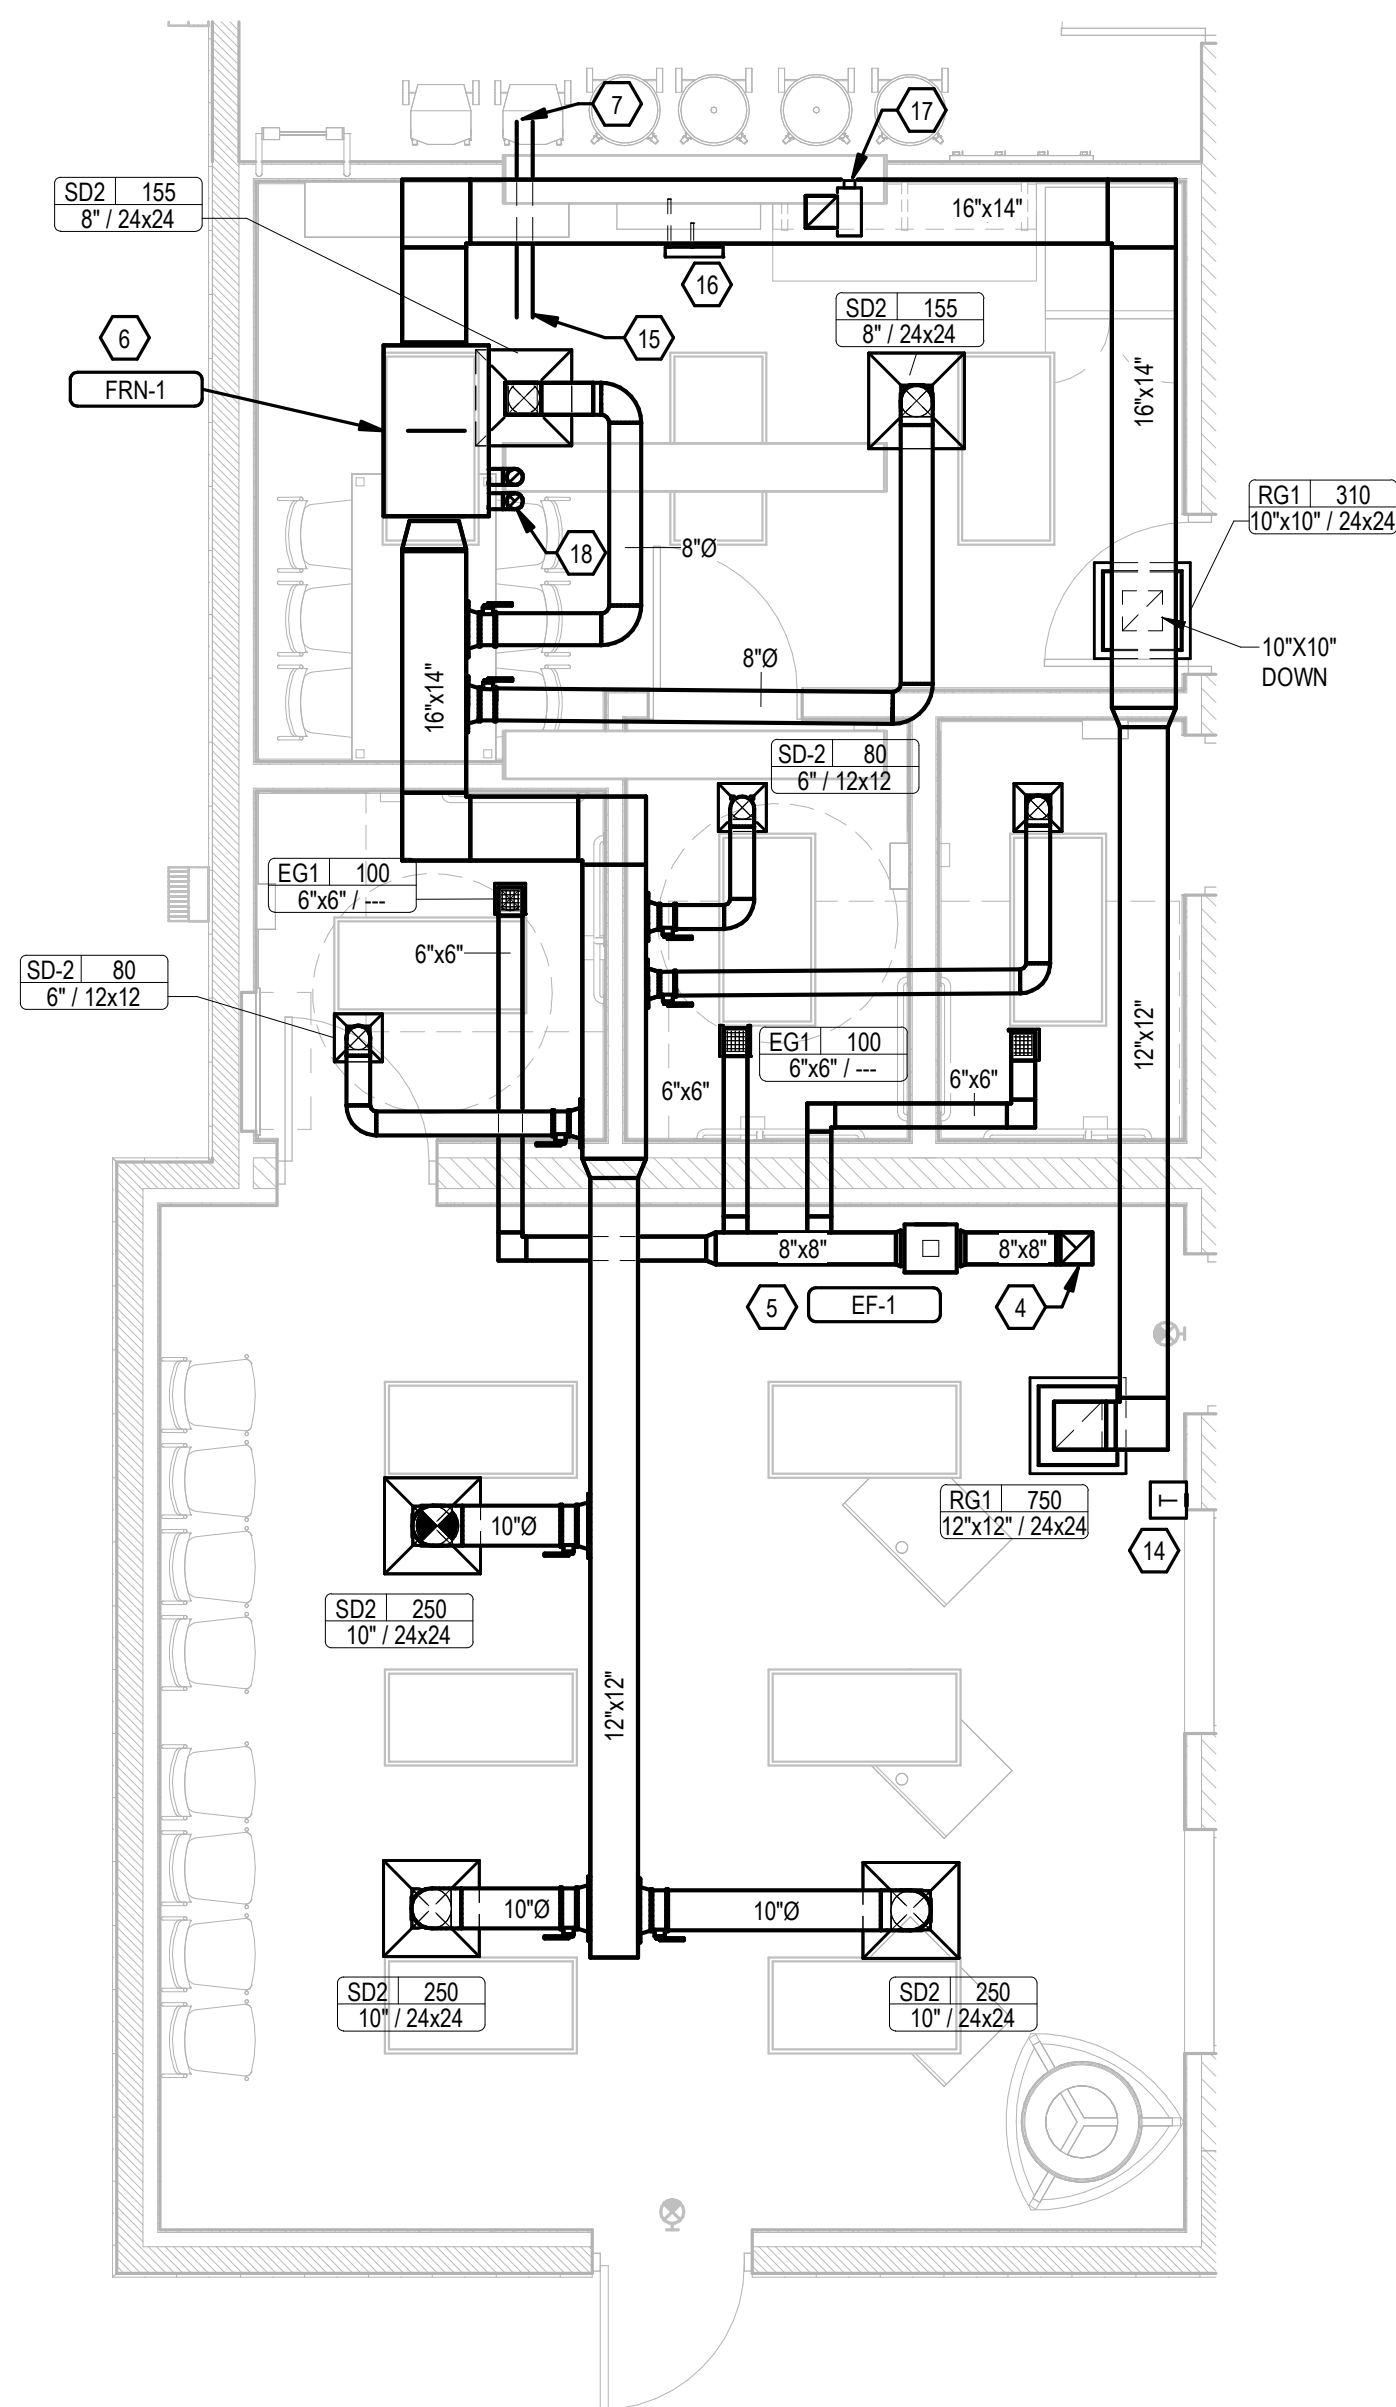 7
17
SD2 155
8" / 24x24
16"x14"
16
SD2 155
8" / 24x24
6
15
FRN-1
16"x14"
RG1 310
10"x10" / 24x24
18
8"Ø
10"X10"
DOWN
8"Ø
16"x14"
SD-2 80
6" / 12x12
EG1 100
6"x6" / ---
6"x6"
SD-2 80
6" / 12x12
12"x12"
EG1 100
6"x6" / ---
6"x6"
6"x6"
8"x8"
8"x8"
5
EF-1
4
RG1 750
12"x12" / 24x24
T
14
10"Ø
SD2 250
10" / 24x24
12"x12"
10"Ø
10"Ø
SD2 250
10" / 24x24
SD2 250
10" / 24x24